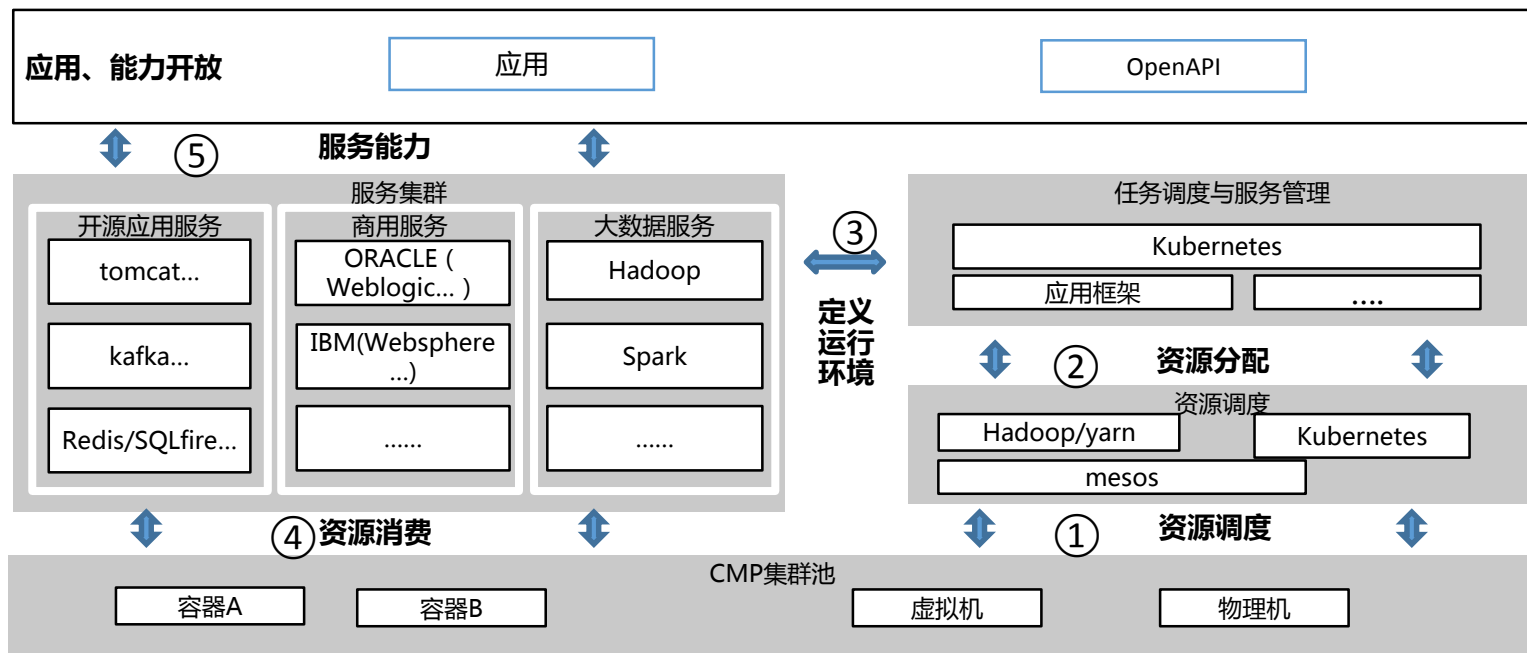 应用、能力开放
应用
OpenAPI
⑤
服务能力
服务集群
开源应用服务
tomcat...
kafka...
Redis/SQLfire...
商用服务
ORACLE（
Weblogic...）
IBM(Websphere
...)
......
大数据服务
Hadoop
Spark
......
③
定义
运行
环境
任务调度与服务管理
Kubernetes
应用框架
....
②
资源分配
资源调度
Hadoop/yarn
Kubernetes
mesos
④
资源消费
①
资源调度
CMP集群池
容器A
容器B
虚拟机
物理机